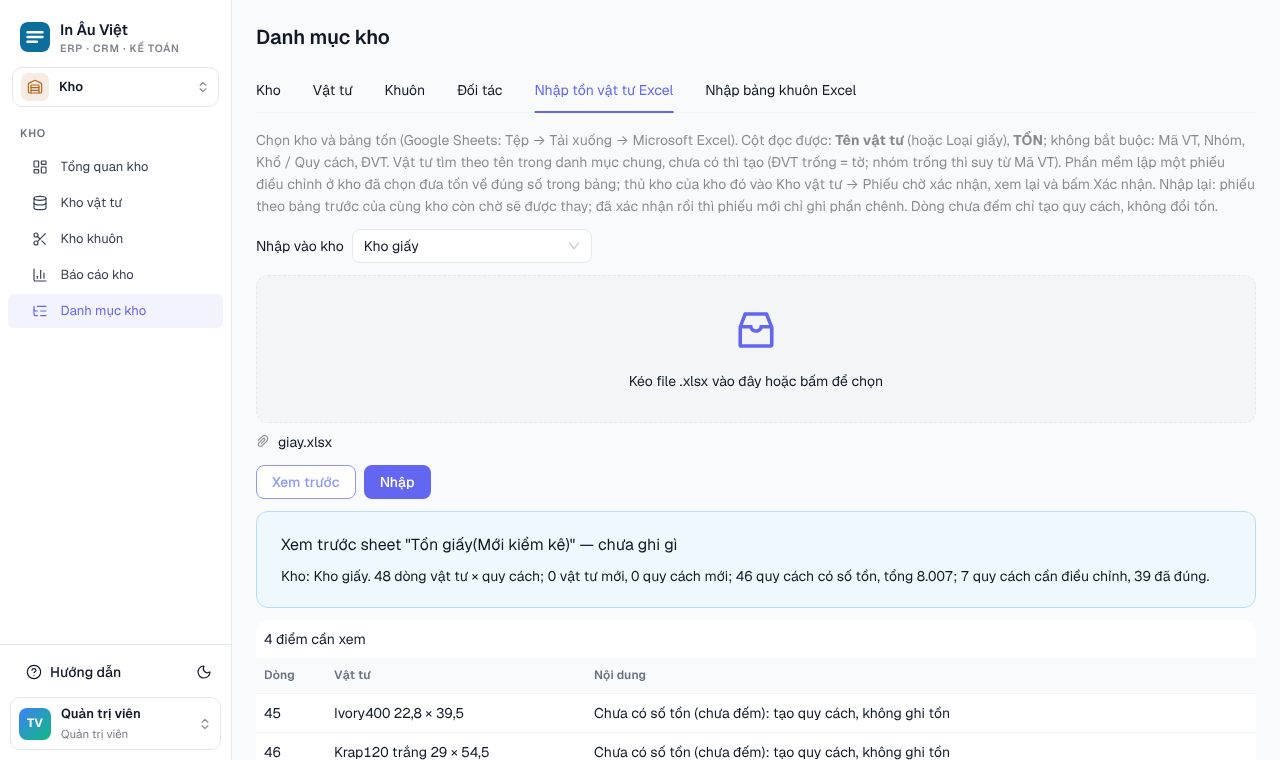 In Âu Việt
ERP · CRM · KẾ TOÁN
Kho
KHO
Tổng quan kho
Kho vật tư
Kho khuôn
Báo cáo kho
Danh mục kho
Hướng dẫn
TV
Quản trị viên
Quản trị viên
Danh mục kho
Kho Vật tư Khuôn Đối tác Nhập tồn vật tư Excel Nhập bảng khuôn Excel
Chọn kho và bảng tồn (Google Sheets: Tệp → Tải xuống → Microsoft Excel). Cột đọc được: Tên vật tư (hoặc Loại giấy), TỒN; không bắt buộc: Mã VT, Nhóm,
Khổ / Quy cách, ĐVT. Vật tư tìm theo tên trong danh mục chung, chưa có thì tạo (ĐVT trống = tờ; nhóm trống thì suy từ Mã VT). Phần mềm lập một phiếu
điều chỉnh ở kho đã chọn đưa tồn về đúng số trong bảng; thủ kho của kho đó vào Kho vật tư → Phiếu chờ xác nhận, xem lại và bấm Xác nhận. Nhập lại: phiếu
theo bảng trước của cùng kho còn chờ sẽ được thay; đã xác nhận rồi thì phiếu mới chỉ ghi phần chênh. Dòng chưa đếm chỉ tạo quy cách, không đổi tồn.
Nhập vào kho Kho giấy
Kéo file .xlsx vào đây hoặc bấm để chọn
giay.xlsx
Xem trước Nhập
Xem trước sheet "Tồn giấy(Mới kiểm kê)" — chưa ghi gì
Kho: Kho giấy. 48 dòng vật tư × quy cách; 0 vật tư mới, 0 quy cách mới; 46 quy cách có số tồn, tổng 8.007; 7 quy cách cần điều chỉnh, 39 đã đúng.
4 điểm cần xem
Dòng Vật tư Nội dung
45 Ivory400 22,8 × 39,5 Chưa có số tồn (chưa đếm): tạo quy cách, không ghi tồn
46 Krap120 trắng 29 × 54,5 Chưa có số tồn (chưa đếm): tạo quy cách, không ghi tồn